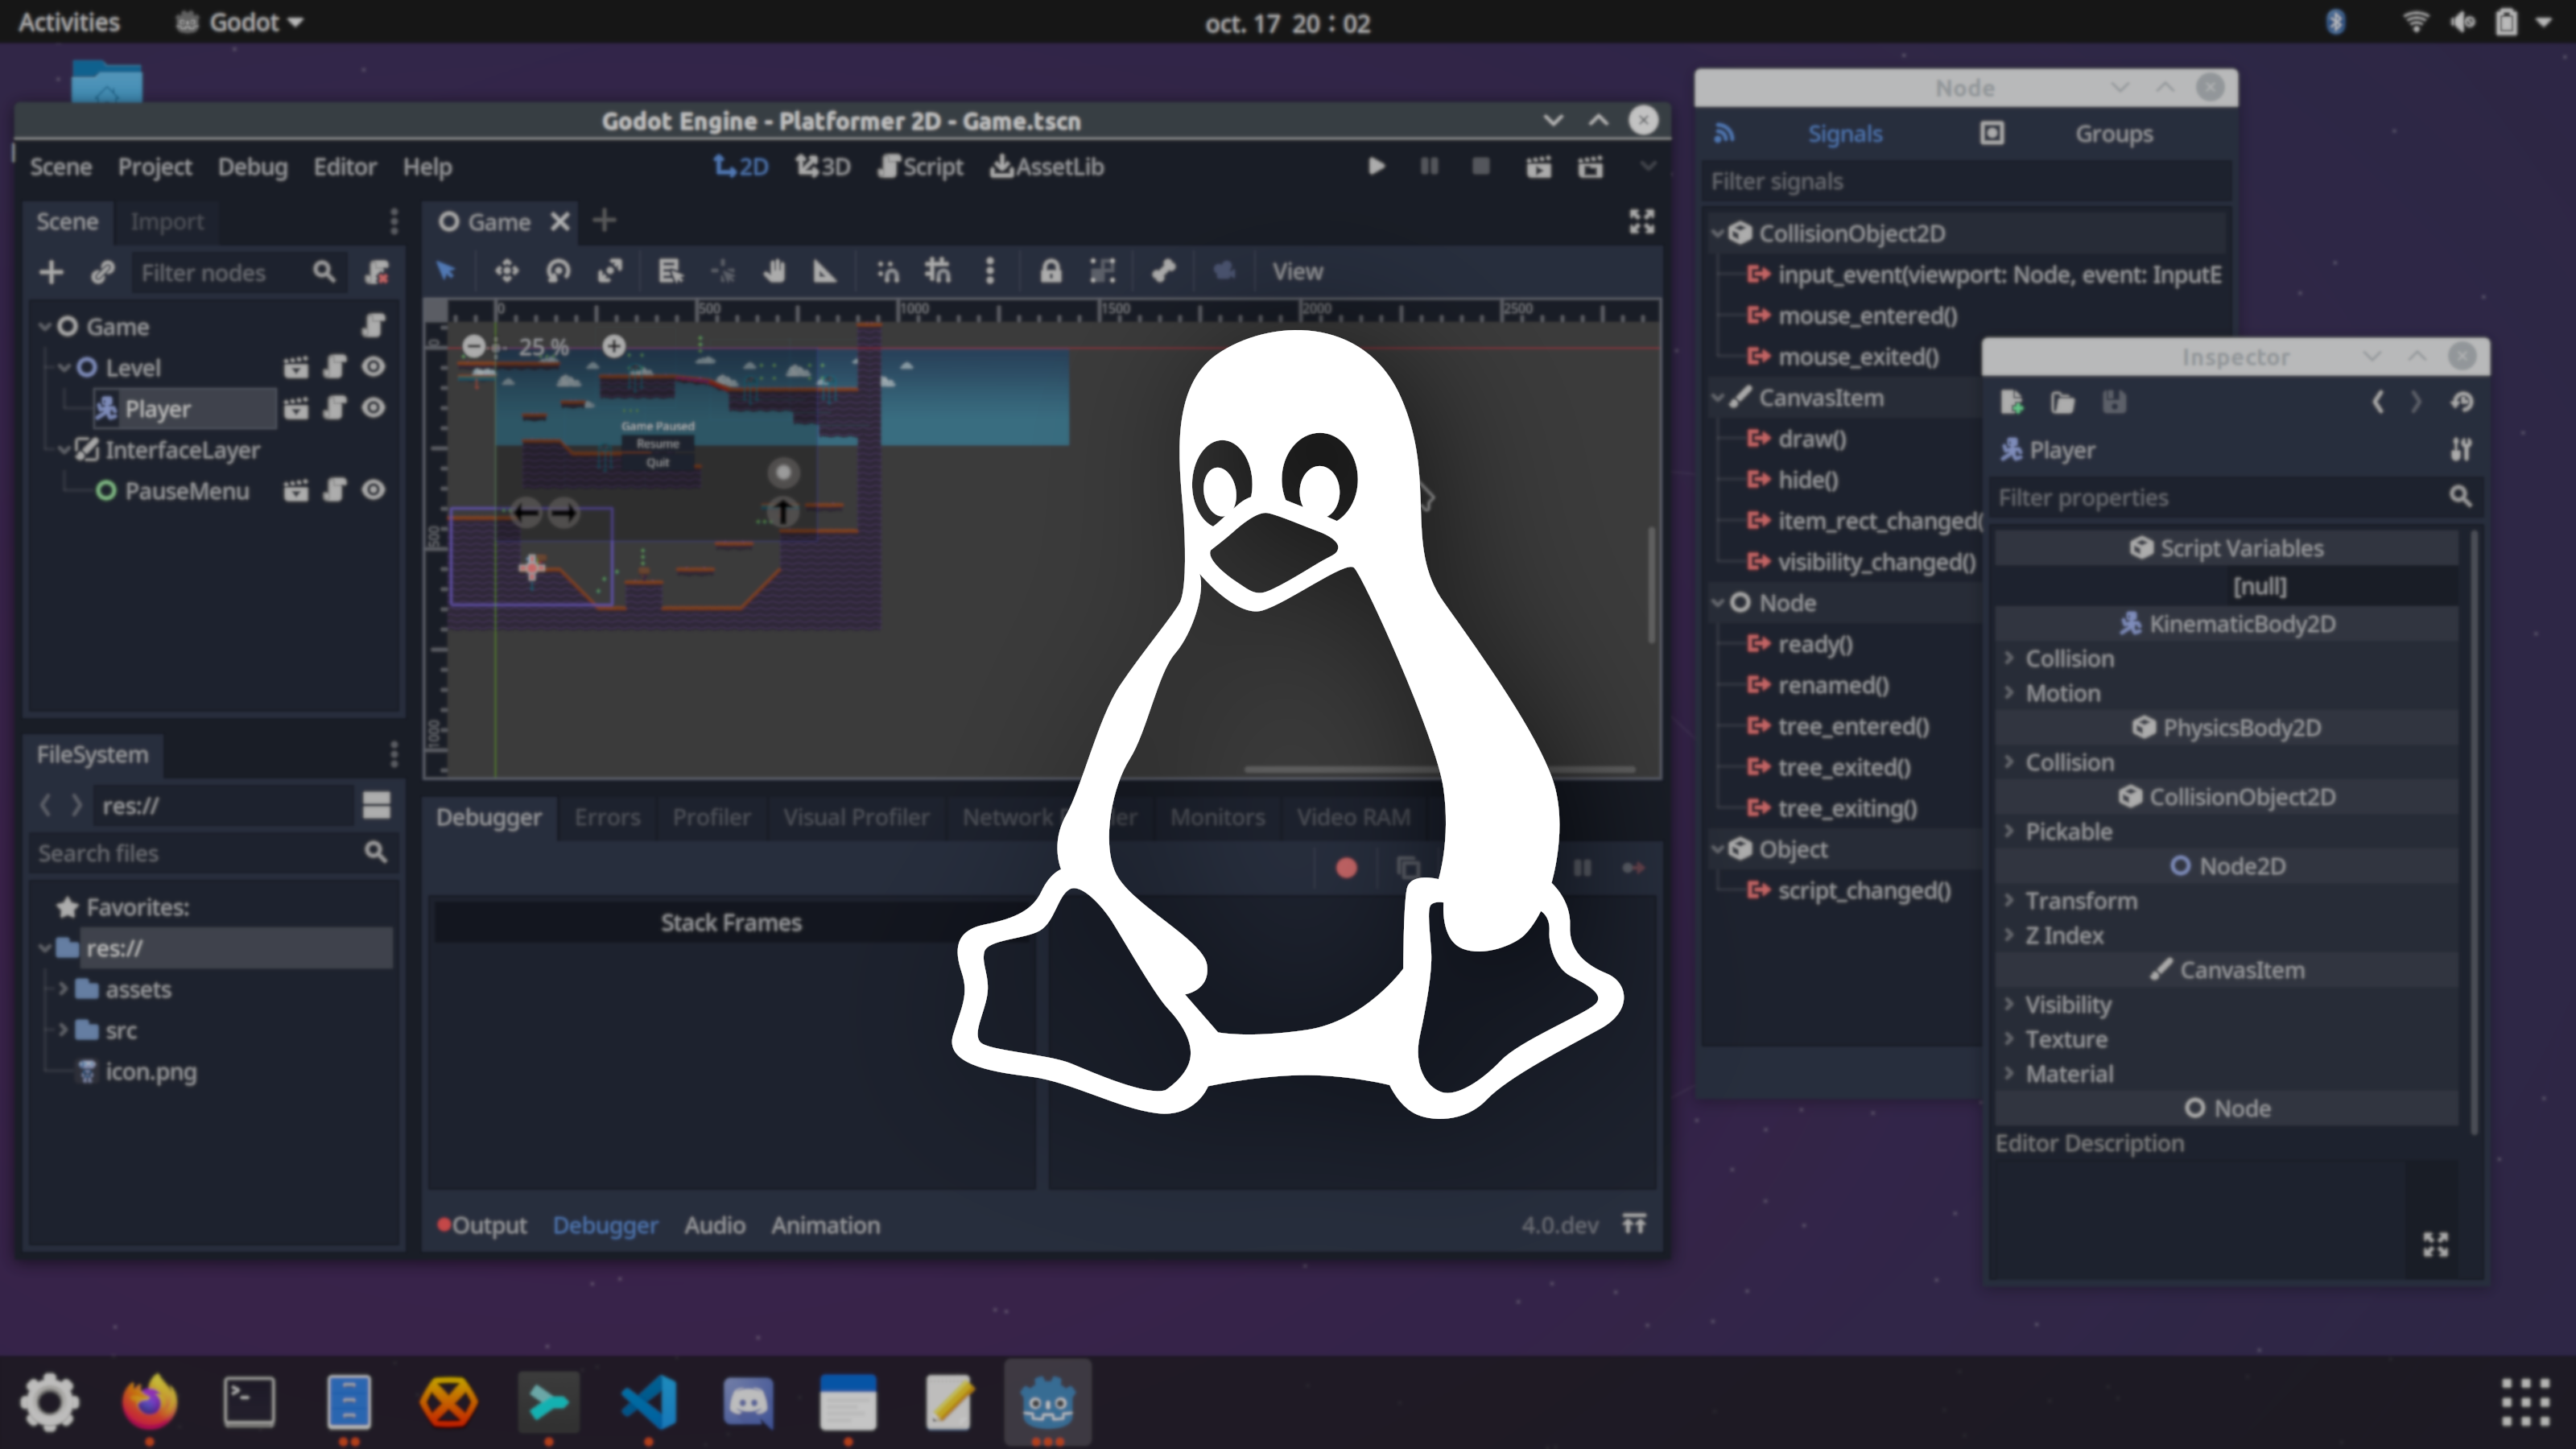 Activities Godot oct. 17 20 : 02
Godot Engine - Platformer 2D - Game.tscn
Scene Project Debug Editor Help 2D 3D Script AssetLib
Scene Import
Game
Filter nodes
View
Game
Level
Player
InterfaceLayer
PauseMenu
0 500 1000 1500 2000 2500
0
500
1000
25 %
Game Paused
Resume
Quit
FileSystem
res://
Search files
Favorites:
res://
assets
src
icon.png
Debugger Errors Profiler Visual Profiler Network Monitors Video RAM
Stack Frames
Output Debugger Audio Animation 4.0.dev
Node
Signals Groups
Filter signals
CollisionObject2D
input_event(viewport: Node, event: InputE
mouse_entered()
mouse_exited()
CanvasItem
draw()
hide()
item_rect_changed(
visibility_changed()
Node
ready()
renamed()
tree_entered()
tree_exited()
tree_exiting()
Object
script_changed()
Inspector
Player
Filter properties
Script Variables
[null]
KinematicBody2D
Collision
Motion
PhysicsBody2D
Collision
CollisionObject2D
Pickable
Node2D
Transform
Z Index
CanvasItem
Visibility
Texture
Material
Node
Editor Description